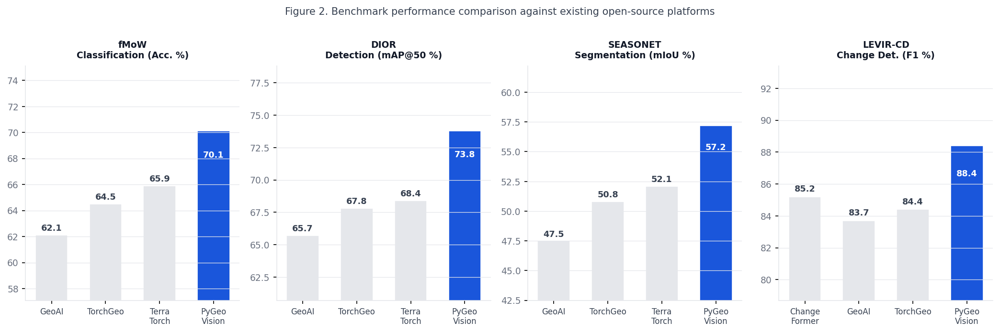 Figure 2. Benchmark performance comparison against existing open-source platforms
fMoW
Classification (Acc. %)
74
72
70
68
66
64
62
60
58
62.1
64.5
65.9
70.1
GeoAI
TorchGeo
Terra
Torch
PyGeo
Vision
DIOR
Detection (mAP@50 %)
77.5
75.0
72.5
70.0
67.5
65.0
62.5
65.7
67.8
68.4
73.8
GeoAI
TorchGeo
Terra
Torch
PyGeo
Vision
SEASONET
Segmentation (mIoU %)
60.0
57.5
55.0
52.5
50.0
47.5
45.0
42.5
47.5
50.8
52.1
57.2
GeoAI
TorchGeo
Terra
Torch
PyGeo
Vision
LEVIR-CD
Change Det. (F1 %)
92
90
88
86
84
82
80
85.2
83.7
84.4
88.4
Change
Former
GeoAI
TorchGeo
PyGeo
Vision